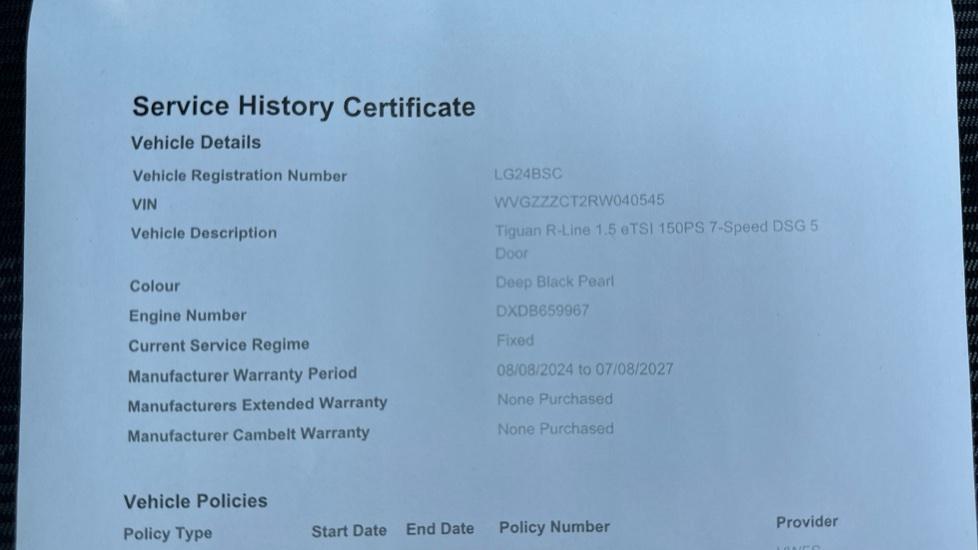 Service History Certificate
Vehicle Details
Vehicle Registration Number LG24BSC
VIN WVGZZZCT2RW040545
Vehicle Description Tiguan R-Line 1.5 eTSI 150PS 7-Speed DSG 5
Door
Colour Deep Black Pearl
Engine Number DXDB659967
Current Service Regime Fixed
Manufacturer Warranty Period 08/08/2024 to 07/08/2027
Manufacturers Extended Warranty None Purchased
Manufacturer Cambelt Warranty None Purchased
Vehicle Policies
Policy Type Start Date End Date Policy Number Provider